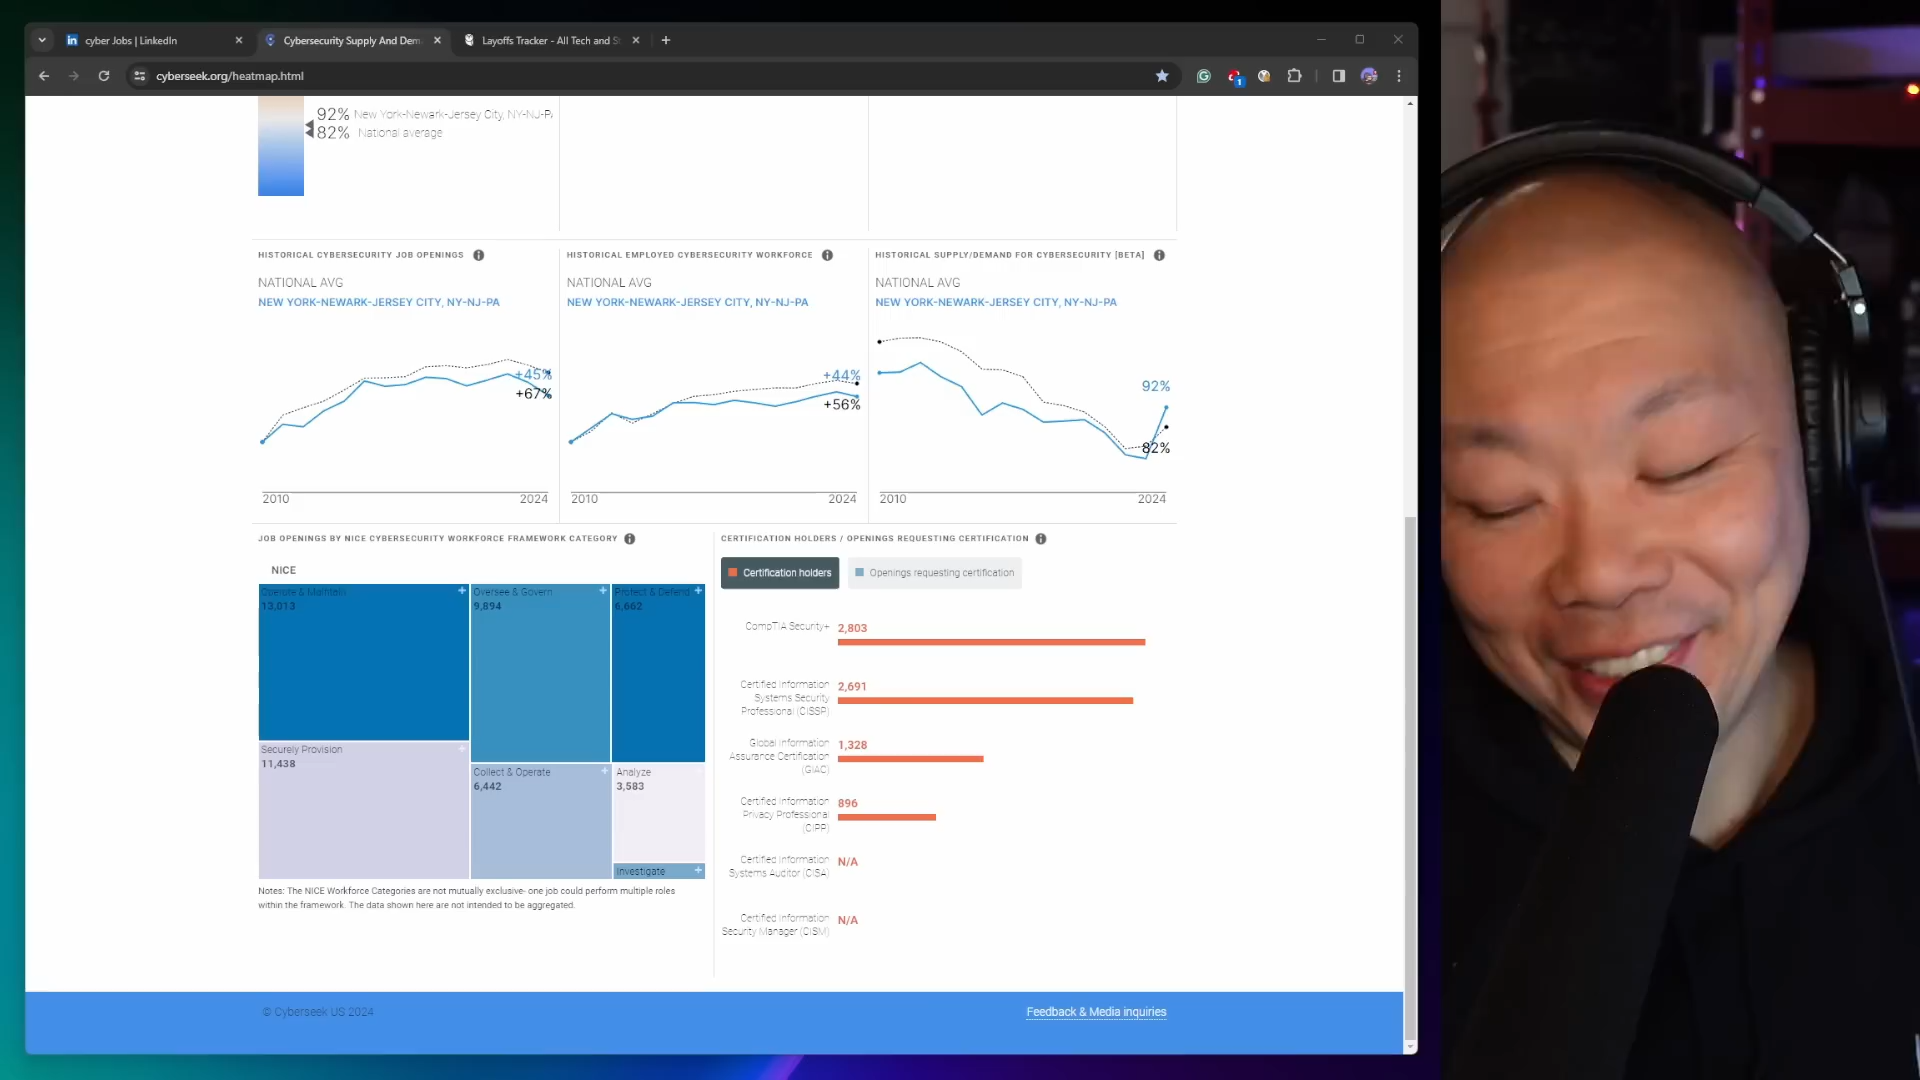 cyber Jobs | LinkedIn
Cybersecurity Supply And Dem
Layoffs Tracker - All Tech and
cyberseek.org/heatmap.html
1
92% New York-Newark-Jersey City, NY-NJ-P
82% National average
HISTORICAL CYBERSECURITY JOB OPENINGS
NATIONAL AVG
NEW YORK-NEWARK-JERSEY CITY, NY-NJ-PA
+45%
+67%
2010
2024
HISTORICAL EMPLOYED CYBERSECURITY WORKFORCE
NATIONAL AVG
NEW YORK-NEWARK-JERSEY CITY, NY-NJ-PA
+44%
+56%
2010
2024
HISTORICAL SUPPLY/DEMAND FOR CYBERSECURITY [BETA]
NATIONAL AVG
NEW YORK-NEWARK-JERSEY CITY, NY-NJ-PA
92%
82%
2010
2024
JOB OPENINGS BY NICE CYBERSECURITY WORKFORCE FRAMEWORK CATEGORY
NICE
Operate & Maintain
13,013
Oversee & Govern
9,894
Protect & Defend
6,662
Securely Provision
11,438
Collect & Operate
6,442
Analyze
3,583
Investigate
Notes: The NICE Workforce Categories are not mutually exclusive- one job could perform multiple roles
within the framework. The data shown here are not intended to be aggregated.
CERTIFICATION HOLDERS / OPENINGS REQUESTING CERTIFICATION
Certification holders
Openings requesting certification
CompTIA Security+
2,803
Certified Information
Systems Security
Professional (CISSP)
2,691
Global Information
Assurance Certification
(GIAC)
1,328
Certified Information
Privacy Professional
(CIPP)
896
Certified Information
Systems Auditor (CISA)
N/A
Certified Information
Security Manager (CISM)
N/A
© Cyberseek US 2024
Feedback & Media inquiries